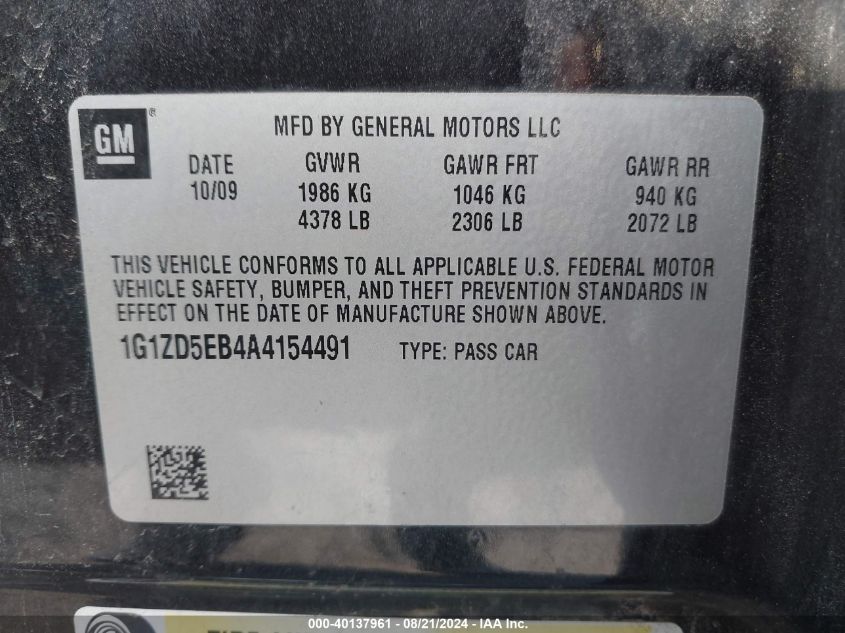 GM ®
MFD BY GENERAL MOTORS LLC
DATE GVWR GAWR FRT GAWR RR
10/09 1986 KG 1046 KG 940 KG
4378 LB 2306 LB 2072 LB
THIS VEHICLE CONFORMS TO ALL APPLICABLE U.S. FEDERAL MOTOR
VEHICLE SAFETY, BUMPER, AND THEFT PREVENTION STANDARDS IN
EFFECT ON THE DATE OF MANUFACTURE SHOWN ABOVE.
1G1ZD5EB4A4154491 TYPE: PASS CAR
000-40137961 - 08/21/2024 - IAA Inc.